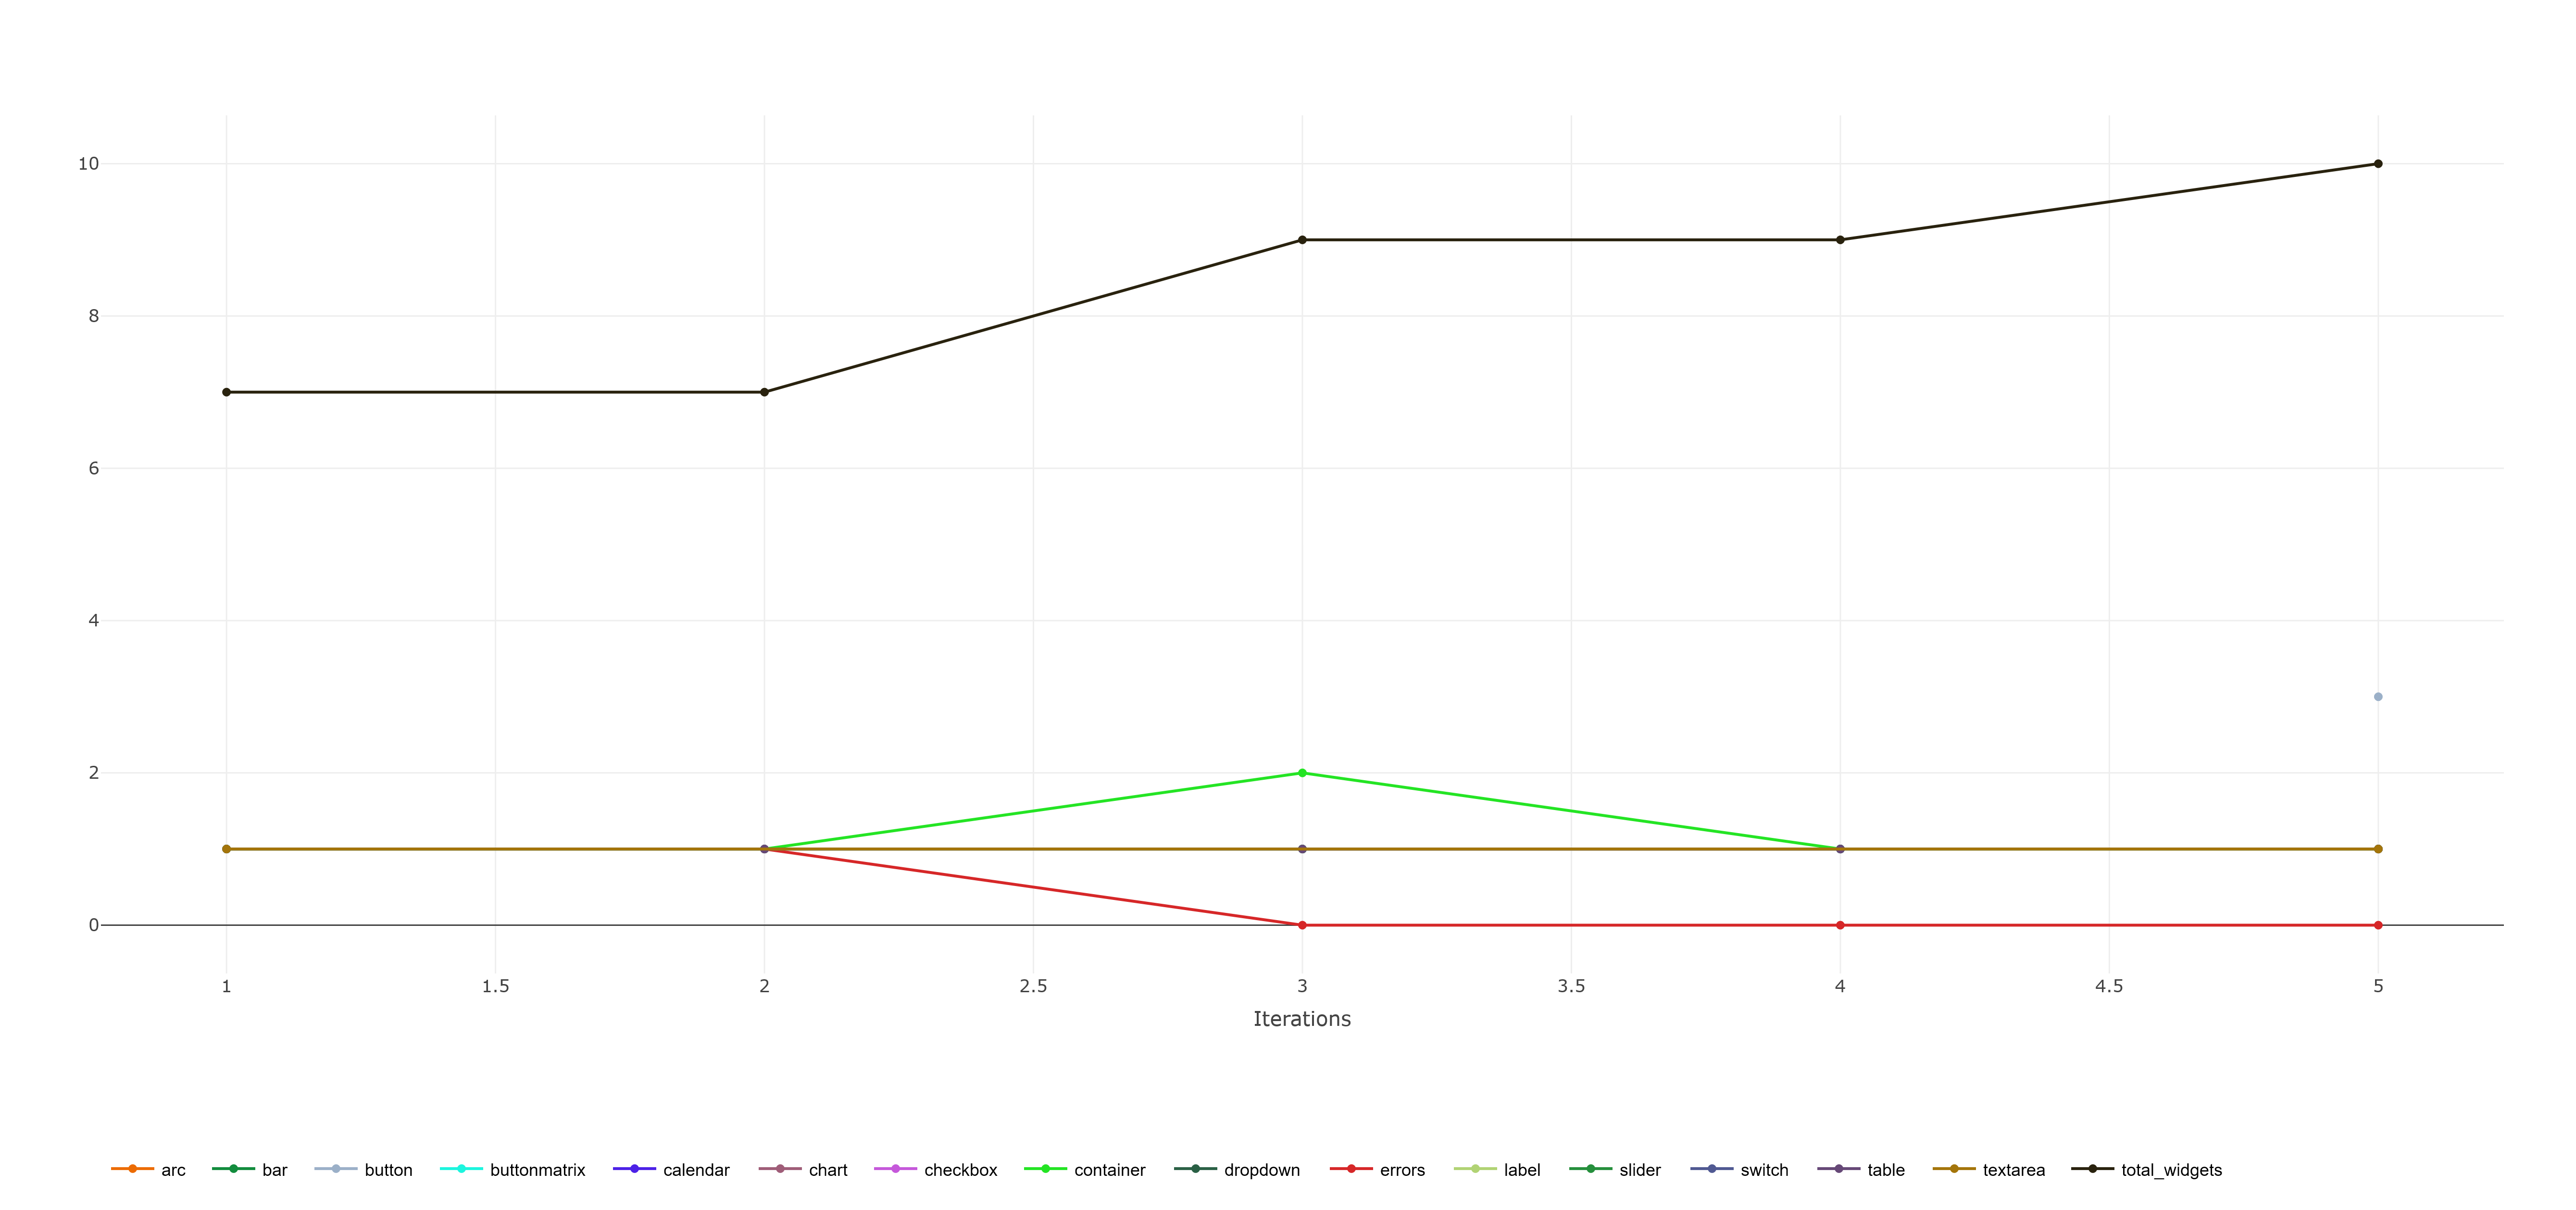 10
8
6
4
2
0
1 1.5 2 2.5 3 3.5 4 4.5 5
Iterations
arc bar button buttonmatrix calendar chart checkbox container dropdown errors label slider switch table textarea total_widgets